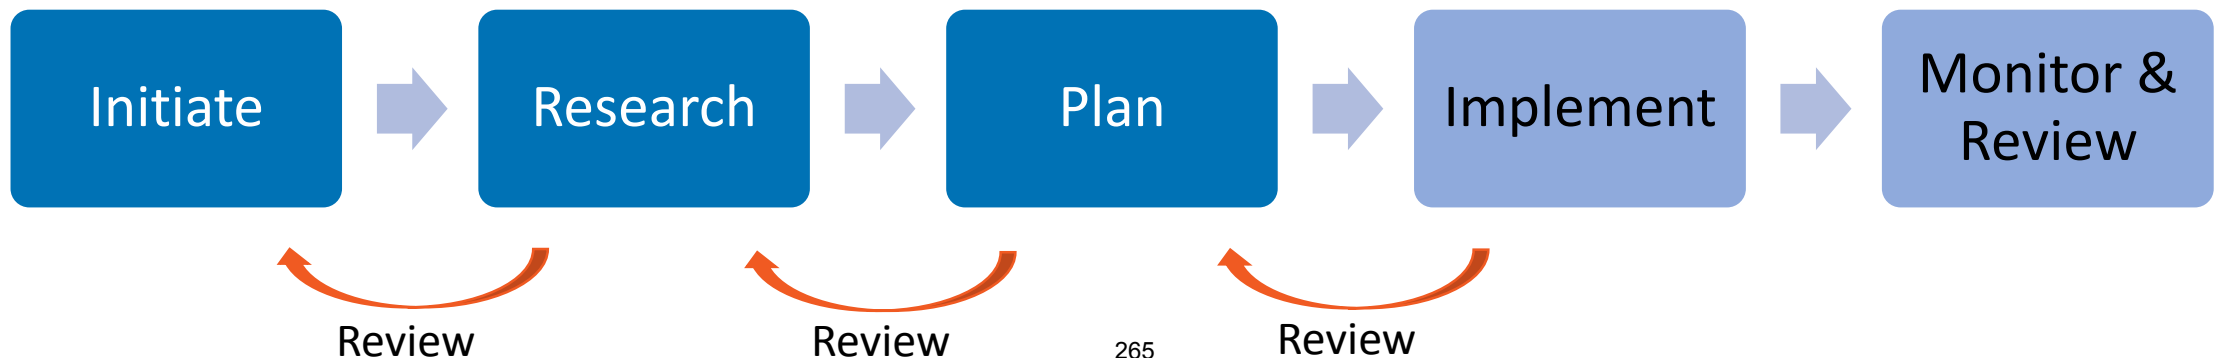 Initiate
Research
Plan
Implement
Monitor &
Review
Review
Review
265
Review